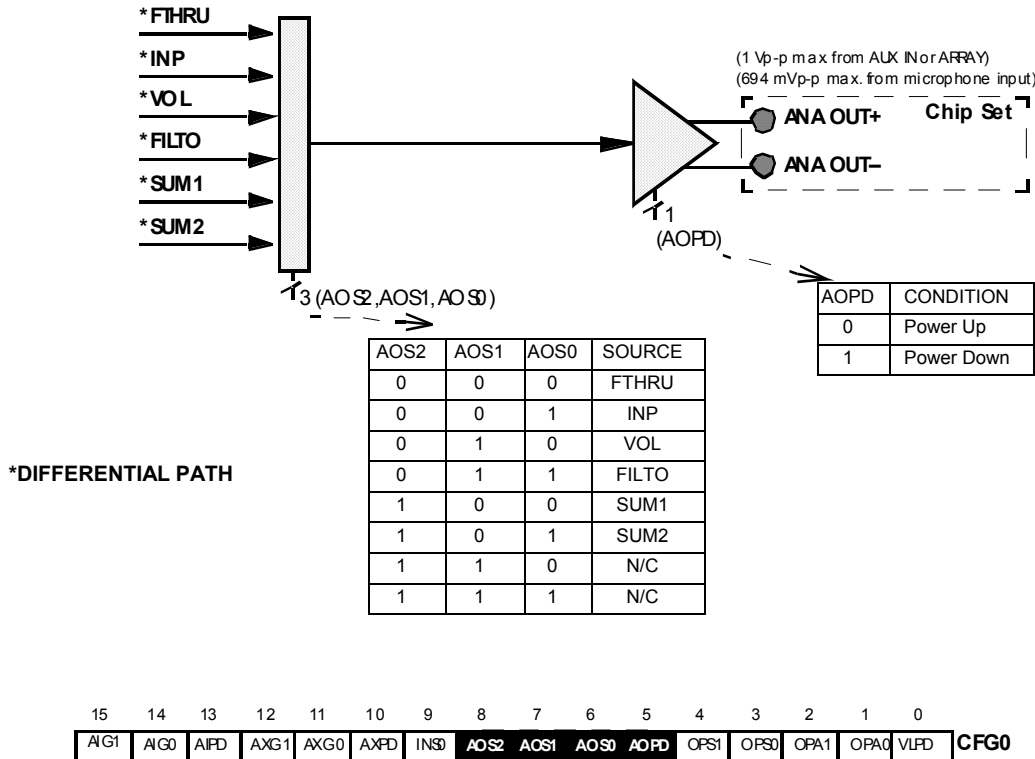 *FTHRU
*INP
*VOL
*FILTO
*SUM1
*SUM2
(1 Vp-p max from AUX IN or ARRAY)
(694 mVp-p max. from microphone input)
ANA OUT+ Chip Set
ANA OUT–
1
(AOPD)
3 (AOS2,AOS1,AOS0)
AOPD CONDITION
0 Power Up
1 Power Down
AOS2 AOS1 AOS0 SOURCE
0 0 0 FTHRU
0 0 1 INP
0 1 0 VOL
0 1 1 FILTO
1 0 0 SUM1
1 0 1 SUM2
1 1 0 N/C
1 1 1 N/C
*DIFFERENTIAL PATH
15 14 13 12 11 10 9 8 7 6 5 4 3 2 1 0
AIG1 AIG0 AIPD AXG1 AXG0 AXPD INS0 AOS2 AOS1 AOS0 AOPD OPS1 OPS0 OPA1 OPA0 VLPD CFG0